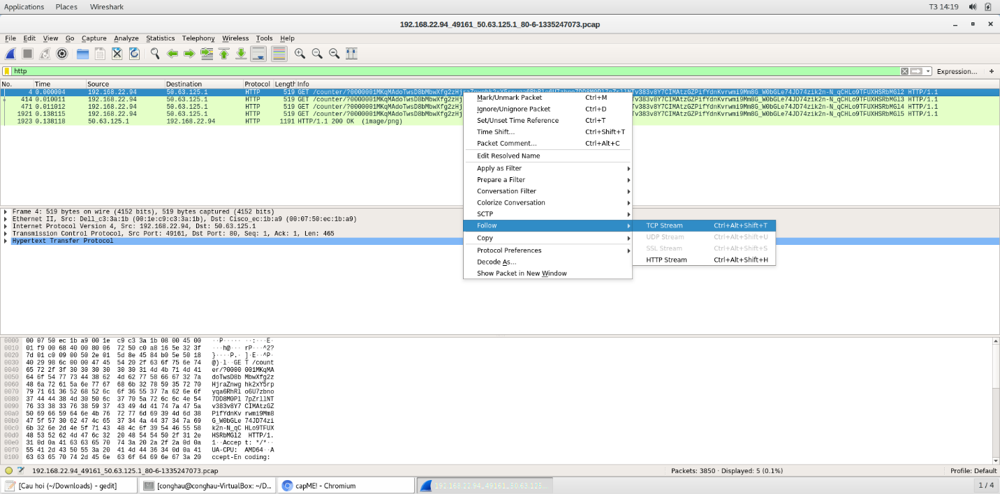 Applications Places Wireshark T3 14:19
192.168.22.94_49161_50.63.125.1_80-6-1335247073.pcap
File Edit View Go Capture Analyze Statistics Telephony Wireless Tools Help
http Expression... +
No. Time Source Destination Protocol Length Info
4 0.000004 192.168.22.94 50.63.125.1 HTTP 519 GET
414 0.010011 192.168.22.94 50.63.125.1 HTTP 519 GET /counter/?0000001MKqMAdoTwsD8bMbwXfg2zHj Tv383v8Y7CIMAtzGZPifYdnKvrwmi9Mm8G_W0bGLe74JD74zik2n-N_qCHLo9TFUXHSRbMGl3 HTTP/1.1
471 0.011012 192.168.22.94 50.63.125.1 HTTP 519 GET /counter/?0000001MKqMAdoTwsD8bMbwXfg2zHj Tv383v8Y7CIMAtzGZPifYdnKvrwmi9Mm8G_W0bGLe74JD74zik2n-N_qCHLo9TFUXHSRbMGl4 HTTP/1.1
1921 0.138115 192.168.22.94 50.63.125.1 HTTP 519 GET /counter/?0000001MKqMAdoTwsD8bMbwXfg2zHj Tv383v8Y7CIMAtzGZPifYdnKvrwmi9Mm8G_W0bGLe74JD74zik2n-N_qCHLo9TFUXHSRbMGl5 HTTP/1.1
1923 0.138118 50.63.125.1 192.168.22.94 HTTP 1191 HTTP/1.1 200 OK (image/png)
Mark/Unmark Packet Ctrl+M
Ignore/Unignore Packet Ctrl+D
Set/Unset Time Reference Ctrl+T
Time Shift... Ctrl+Shift+T
Packet Comment... Ctrl+Alt+C
Edit Resolved Name
Apply as Filter
Prepare a Filter
Conversation Filter
Colorize Conversation
SCTP
Follow
Copy
Protocol Preferences
Decode As...
Show Packet in New Window
TCP Stream Ctrl+Alt+Shift+T
UDP Stream Ctrl+Alt+Shift+U
SSL Stream Ctrl+Alt+Shift+S
HTTP Stream Ctrl+Alt+Shift+H
Frame 4: 519 bytes on wire (4152 bits), 519 bytes captured (4152 bits)
Ethernet II, Src: Dell_c3:3a:1b (00:1e:c9:c3:3a:1b), Dst: Cisco_ec:1b:a9 (00:07:50:ec:1b:a9)
Internet Protocol Version 4, Src: 192.168.22.94, Dst: 50.63.125.1
Transmission Control Protocol, Src Port: 49161, Dst Port: 80, Seq: 1, Ack: 1, Len: 465
Hypertext Transfer Protocol
0000 00 07 50 ec 1b a9 00 1e c9 c3 3a 1b 08 00 45 00 ··P····· ··:···E·
0010 01 f9 00 68 40 00 80 06 72 50 c0 a8 16 5e 32 3f ···h@··· rP···^2?
0020 7d 01 c0 09 00 50 2e 01 5d 8e 45 84 b0 5e 50 18 }····P.· ]·E··^P·
0030 40 29 98 6c 00 00 47 45 54 20 2f 63 6f 75 6e 74 @)·l··GE T /count
0040 65 72 2f 3f 30 30 30 30 30 30 31 4d 4b 71 4d 41 er/?0000 001MKqMA
0050 64 6f 54 77 73 44 38 62 4d 62 77 58 66 67 32 7a doTwsD8b MbwXfg2z
0060 48 6a 72 61 5a 6e 77 67 68 6b 32 78 59 35 72 70 HjraZnwg hk2xY5rp
0070 79 71 61 36 52 68 52 6c 6f 36 55 37 7a 62 6e 6f yqa6RhRl o6U7zbno
0080 37 44 44 38 4d 30 50 6c 37 70 5a 72 6c 6c 4e 54 7DD8M0Pl 7pZrllNT
0090 76 33 38 33 76 38 59 37 43 49 4d 41 74 7a 47 5a v383v8Y7 CIMAtzGZ
00a0 50 69 66 59 64 6e 4b 76 72 77 6d 69 39 4d 6d 38 PifYdnKv rwmi9Mm8
00b0 47 5f 57 30 62 47 4c 65 37 34 4a 44 37 34 7a 69 G_W0bGLe 74JD74zi
00c0 6b 32 6e 2d 4e 5f 71 43 48 4c 6f 39 54 46 55 58 k2n-N_qC HLo9TFUX
00d0 48 53 52 62 4d 47 6c 32 20 48 54 54 50 2f 31 2e HSRbMGl2 HTTP/1.
00e0 31 0d 0a 41 63 63 65 70 74 3a 20 2a 2f 2a 0d 0a 1··Accep t: */*··
00f0 55 41 2d 43 50 55 3a 20 41 4d 44 36 34 0d 0a 41 UA-CPU: AMD64··A
0100 63 63 65 70 74 2d 45 6e 63 6f 64 69 6e 67 3a 20 ccept-En coding:
192.168.22.94_49161_50.63.125.1_80-6-1335247073.pcap Packets: 3850 · Displayed: 5 (0.1%) Profile: Default
[Cau hoi (~/Downloads) - gedit] [conghau@conghau-VirtualBox: ~/D... capME! - Chromium 192.168.22.94_49161_50.63.125... 1 / 4